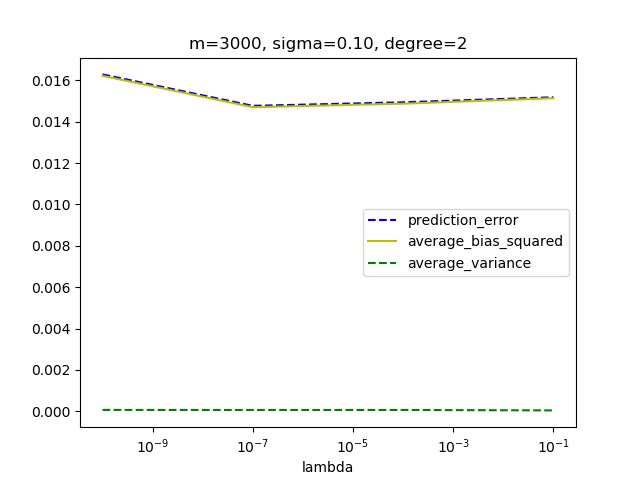 m=3000, sigma=0.10, degree=2
0.016
0.014
0.012
0.010
0.008
0.006
0.004
0.002
0.000
prediction_error
average_bias_squared
average_variance
10⁻⁹ 10⁻⁷ 10⁻⁵ 10⁻³ 10⁻¹
lambda